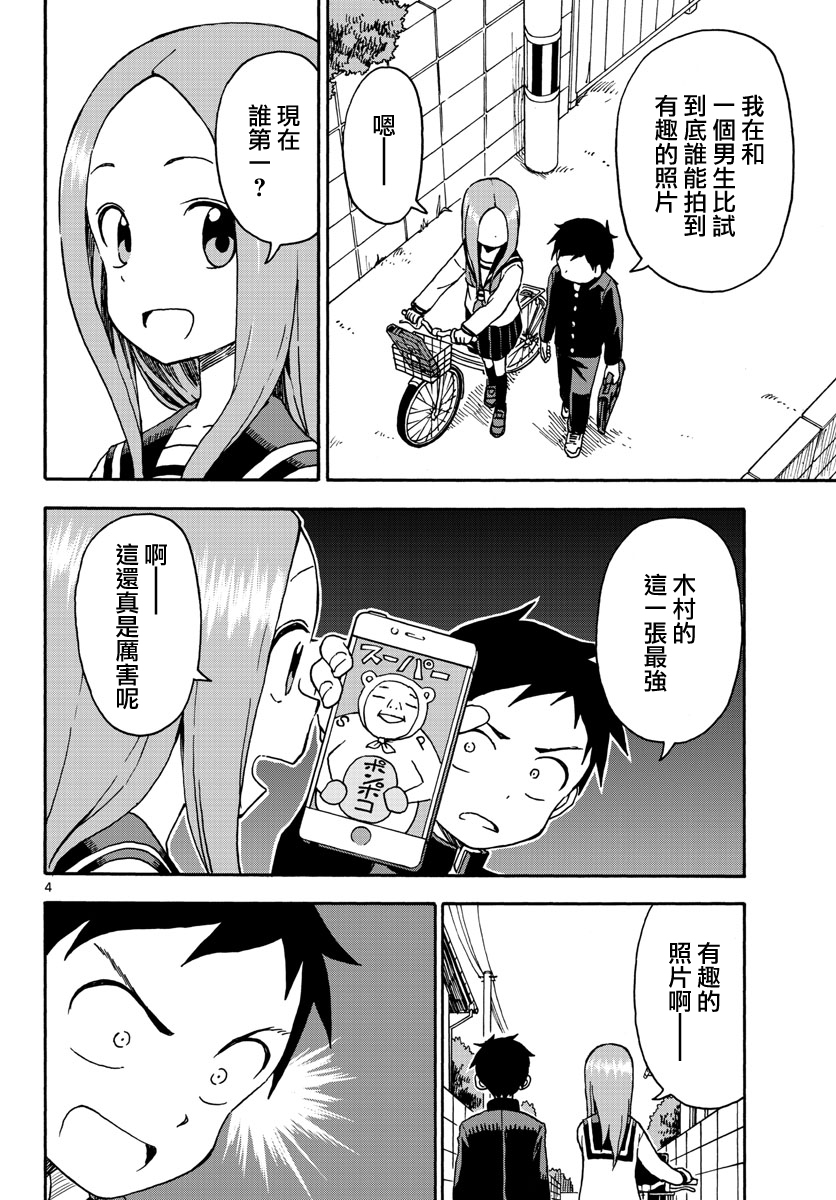 我在和
一個男生比試
到底誰能拍到
有趣的照片
嗯——
現在
誰第一?
木村的
這一張最強
スーパー
S
P
ポンポコ
啊——
這還真是厲害呢
4
有趣的
照片啊——